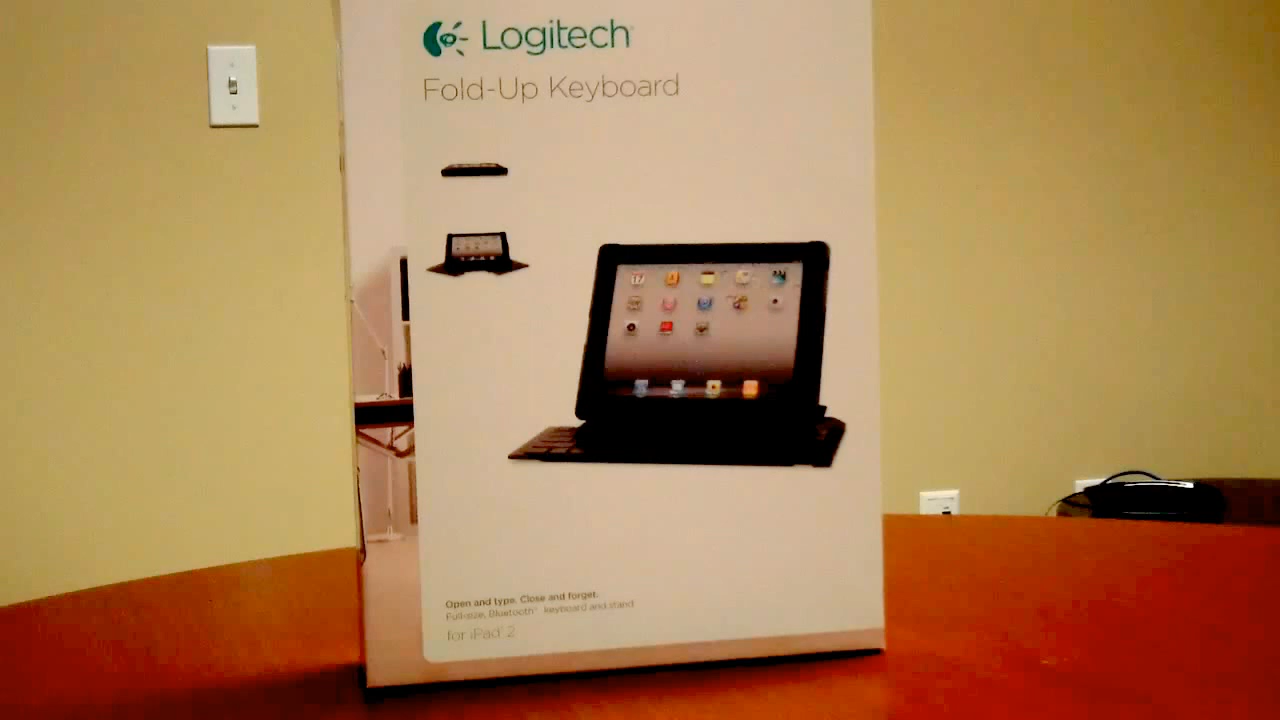 Logitech
Fold-Up Keyboard
17
Open and type. Close and forget.
Full-size, Bluetooth® keyboard and stand
for iPad® 2